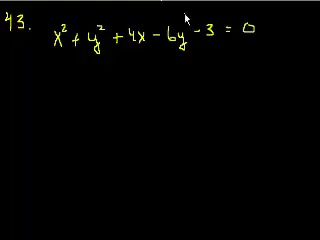 43. x² + y² + 4x - 6y - 3 = 0